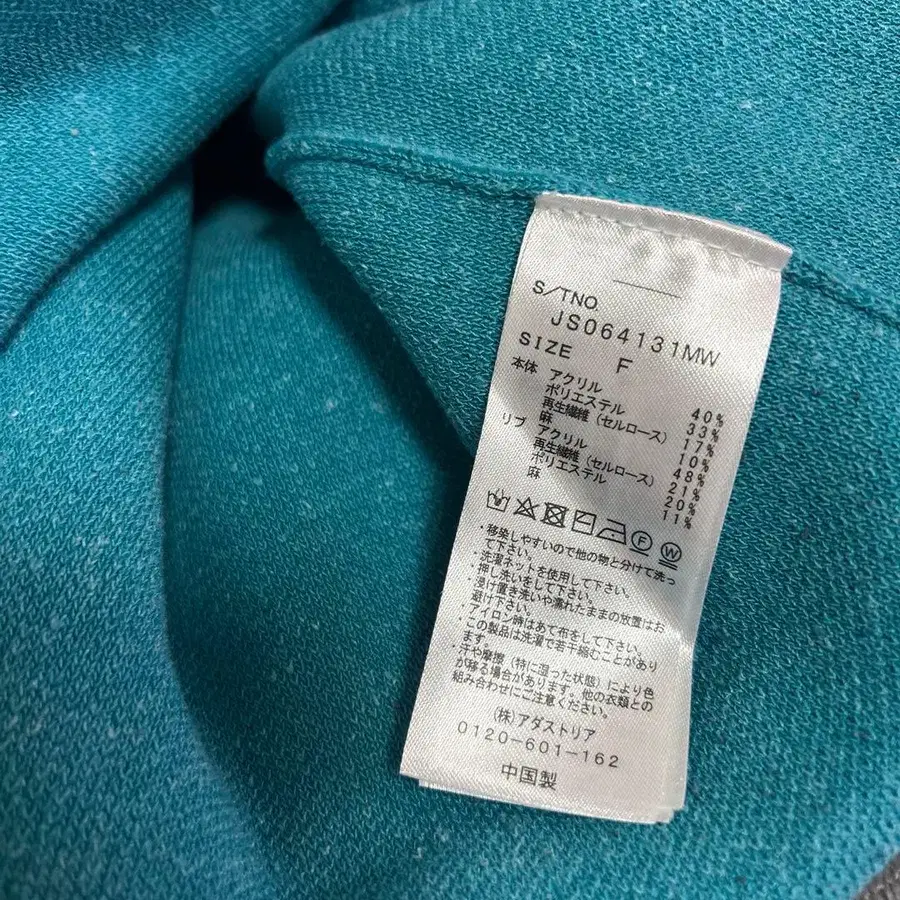 S/TNO.
JS064131MW
SIZE F
本体 アクリル 40%
ポリエステル 33%
再生繊維(セルロース) 17%
麻 10%
リブ アクリル 48%
再生繊維(セルロース) 21%
ポリエステル 20%
麻 11%
F W
・移染しやすいので他の物と分けて洗っ
て下さい。
・洗濯ネットを使用して下さい。
・押し洗いをして下さい。
・浸け置き洗いや濡れたままの放置はお
避け下さい。
・アイロン時はあて布をして下さい。
・この製品は洗濯で若干縮むことがあり
ます。
・汗や摩擦(特に湿った状態)により色
が移る場合があります。他の衣類との
組み合わせにご注意ください。
(株)アダストリア
0120-601-162
中国製